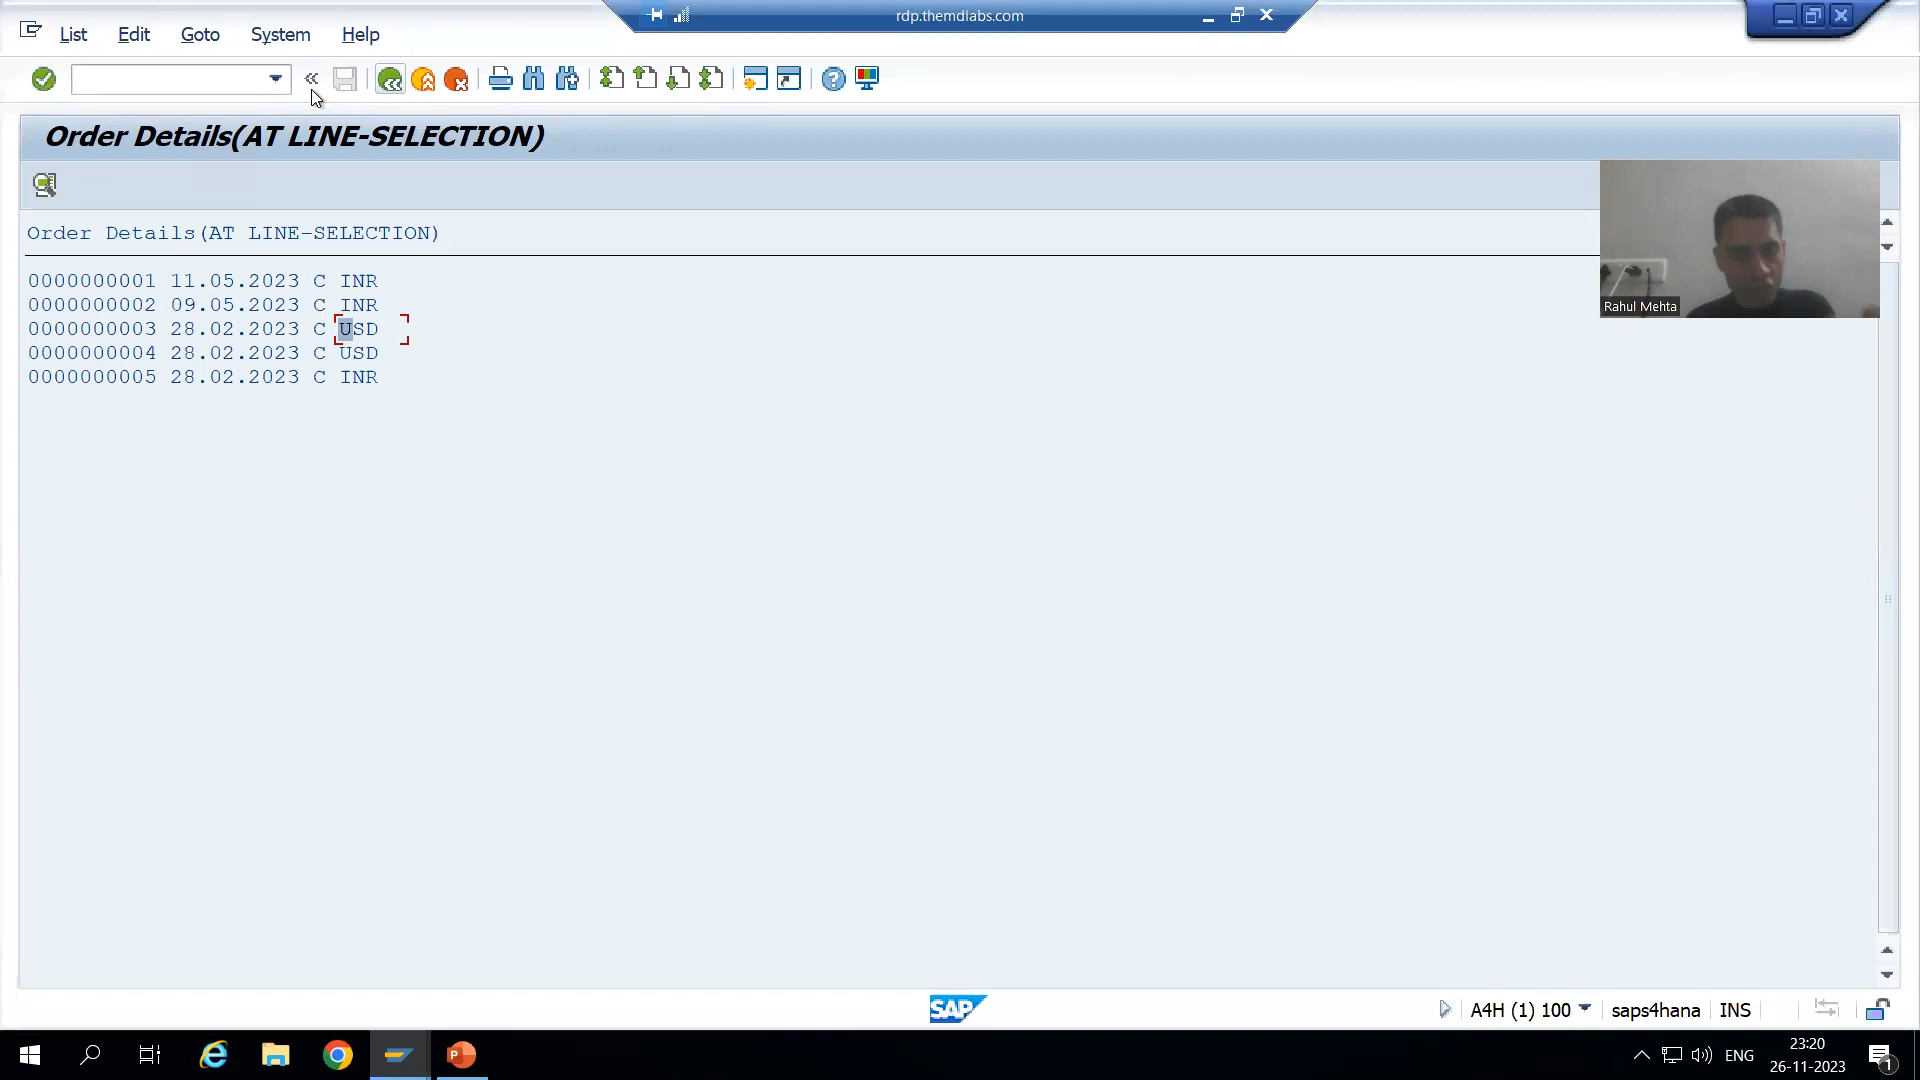 rdp.themdlabs.com
List Edit Goto System Help
Order Details(AT LINE-SELECTION)
Order Details(AT LINE-SELECTION)
0000000001 11.05.2023 C INR
0000000002 09.05.2023 C INR
0000000003 28.02.2023 C USD
0000000004 28.02.2023 C USD
0000000005 28.02.2023 C INR
Rahul Mehta
SAP
A4H (1) 100
saps4hana
INS
ENG
23:20
26-11-2023
1